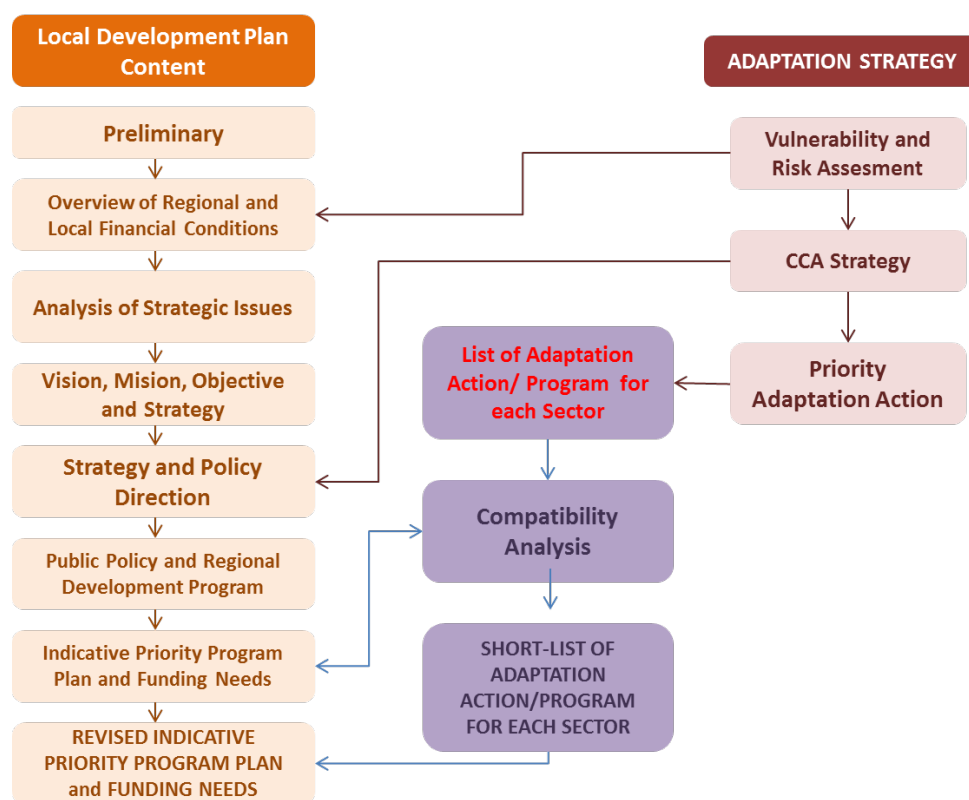 Local Development Plan
Content
Preliminary
Overview of Regional and
Local Financial Conditions
Analysis of Strategic Issues
Vision, Mision, Objective
and Strategy
Strategy and Policy
Direction
Public Policy and Regional
Development Program
Indicative Priority Program
Plan and Funding Needs
REVISED INDICATIVE
PRIORITY PROGRAM PLAN
and FUNDING NEEDS
List of Adaptation
Action/ Program for
each Sector
Compatibility
Analysis
SHORT-LIST OF
ADAPTATION
ACTION/PROGRAM
FOR EACH SECTOR
ADAPTATION STRATEGY
Vulnerability and
Risk Assesment
CCA Strategy
Priority
Adaptation Action